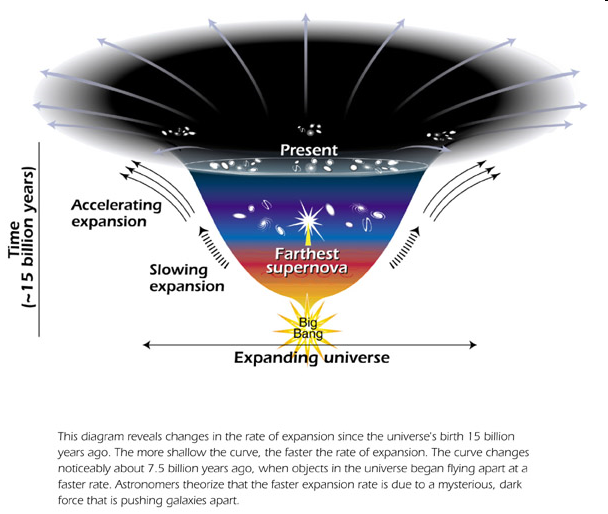 Present
Accelerating
expansion
Time
(~15 billion years)
Farthest
supernova
Slowing
expansion
Big
Bang
Expanding universe
This diagram reveals changes in the rate of expansion since the universe's birth 15 billion
years ago. The more shallow the curve, the faster the rate of expansion. The curve changes
noticeably about 7.5 billion years ago, when objects in the universe began flying apart at a
faster rate. Astronomers theorize that the faster expansion rate is due to a mysterious, dark
force that is pushing galaxies apart.